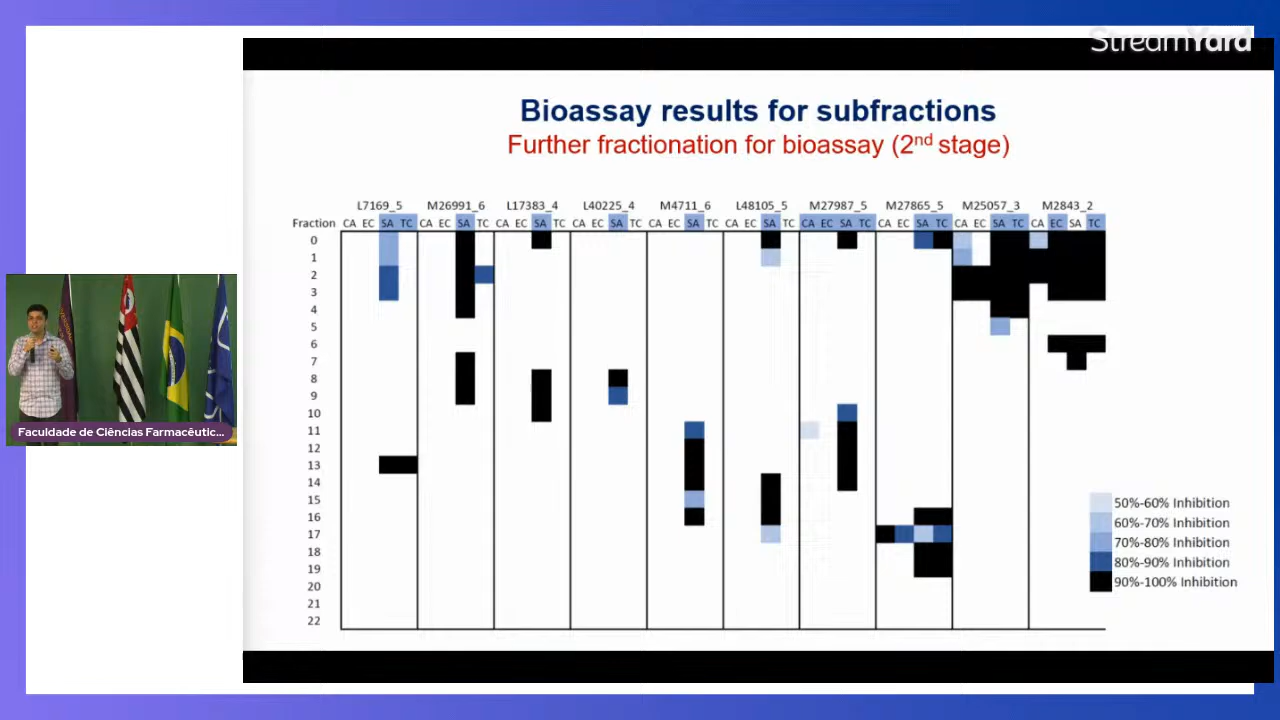 StreamYard
Bioassay results for subfractions
Further fractionation for bioassay (2nd stage)
L7169_5 M26991_6 L17383_4 L40225_4 M4711_6 L48105_5 M27987_5 M27865_5 M25057_3 M2843_2
Fraction CA EC SA TC CA EC SA TC CA EC SA TC CA EC SA TC CA EC SA TC CA EC SA TC CA EC SA TC CA EC SA TC CA EC SA TC CA EC SA TC
0
1
2
3
4
5
6
7
8
9
10
11
12
13
14
15
16
17
18
19
20
21
22
50%-60% Inhibition
60%-70% Inhibition
70%-80% Inhibition
80%-90% Inhibition
90%-100% Inhibition
Faculdade de Ciências Farmacêutic...